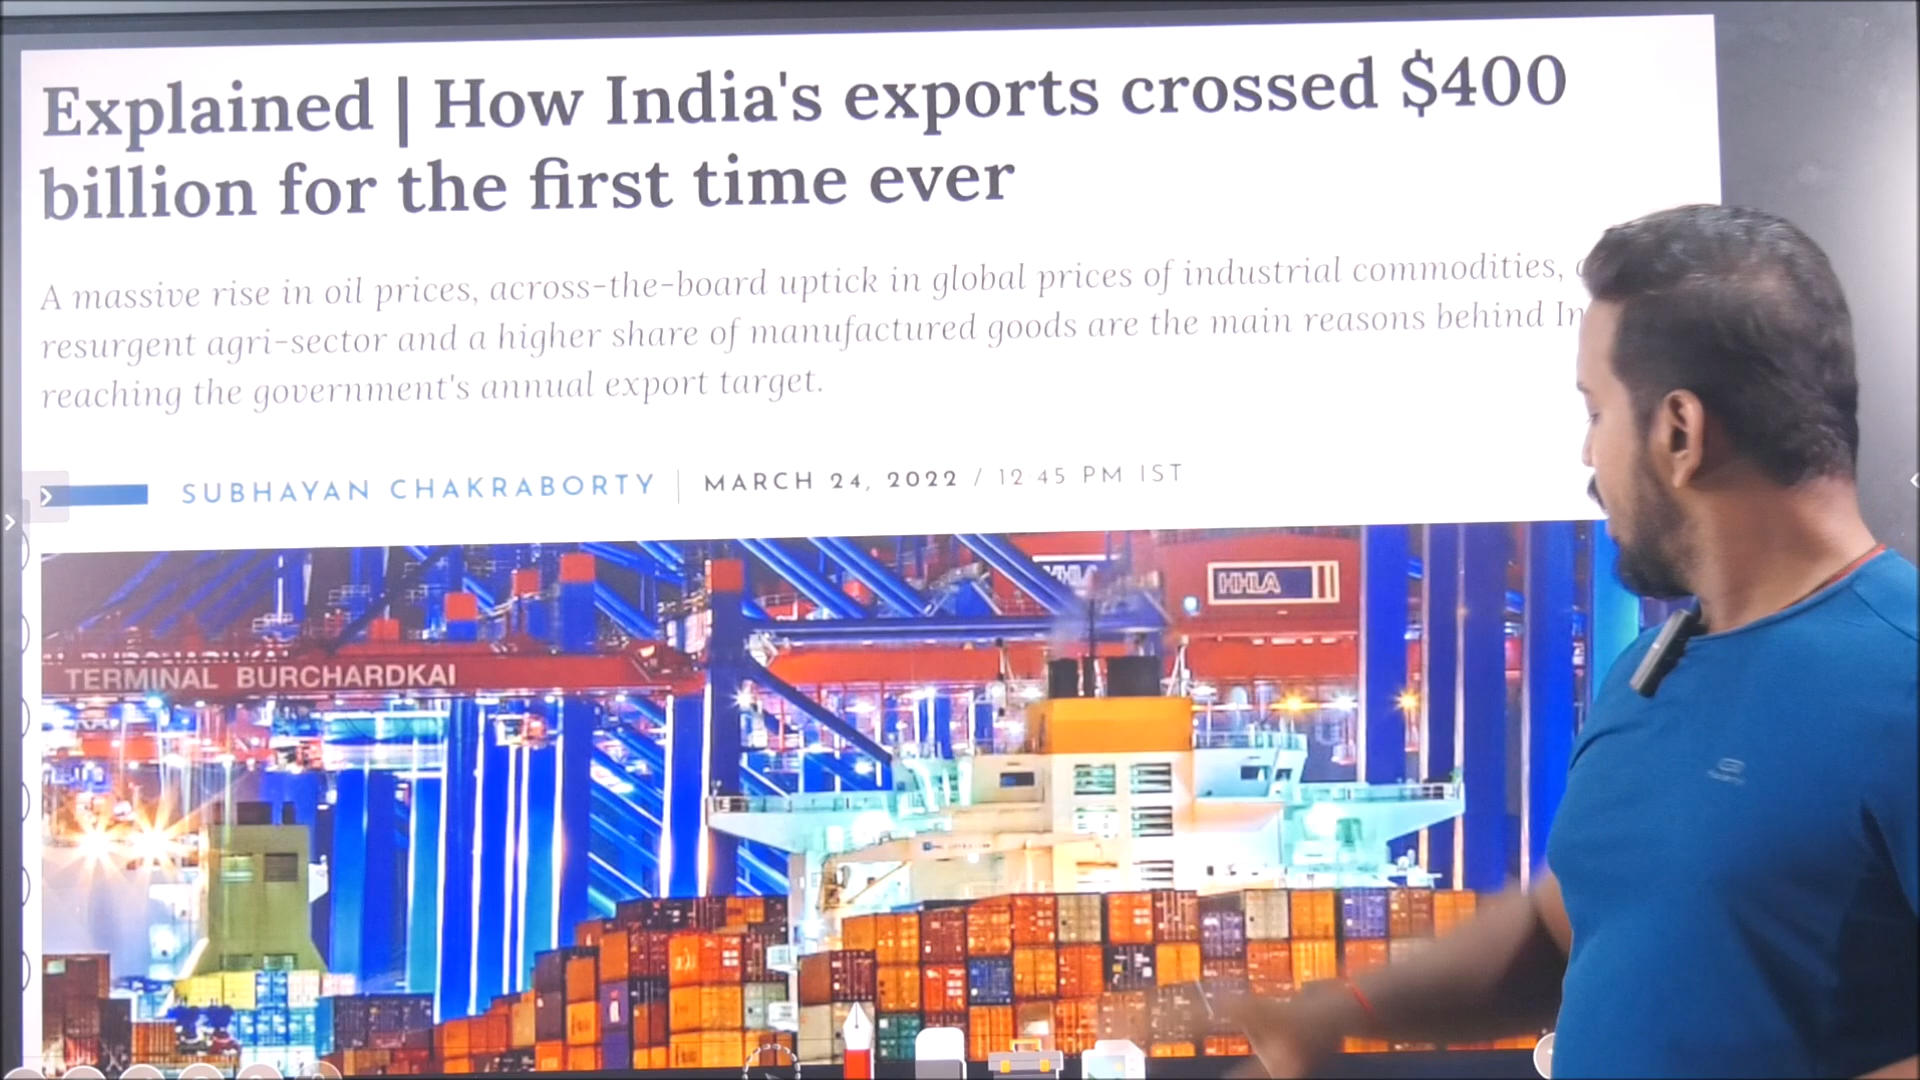 Explained | How India's exports crossed $400
billion for the first time ever
A massive rise in oil prices, across-the-board uptick in global prices of industrial commodities,
resurgent agri-sector and a higher share of manufactured goods are the main reasons behind
reaching the government's annual export target.
SUBHAYAN CHAKRABORTY | MARCH 24, 2022 / 12 45 PM IST
HHLA
TERMINAL BURCHARDKAI